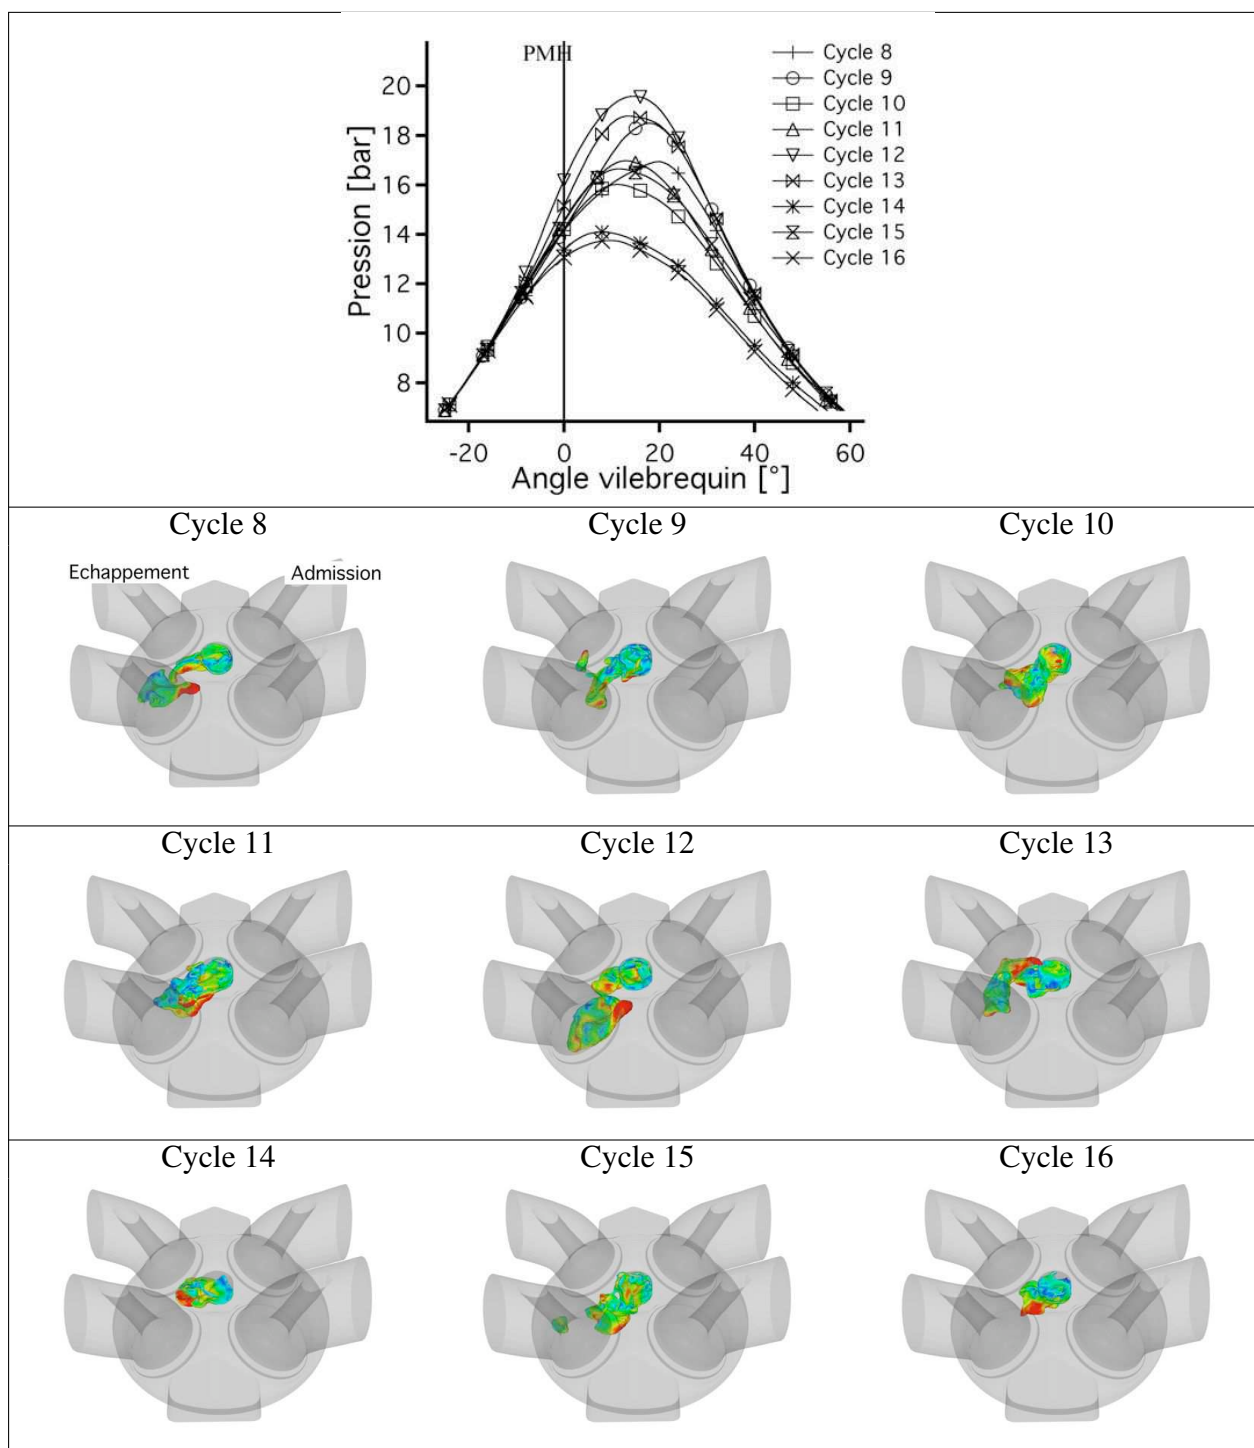 PMH
Pression [bar]
20
18
16
14
12
10
8
-20 0 20 40 60
Angle vilebrequin [°]
Cycle 8
Cycle 9
Cycle 10
Cycle 11
Cycle 12
Cycle 13
Cycle 14
Cycle 15
Cycle 16
Cycle 8 Cycle 9 Cycle 10
Echappement Admission
Cycle 11 Cycle 12 Cycle 13
Cycle 14 Cycle 15 Cycle 16